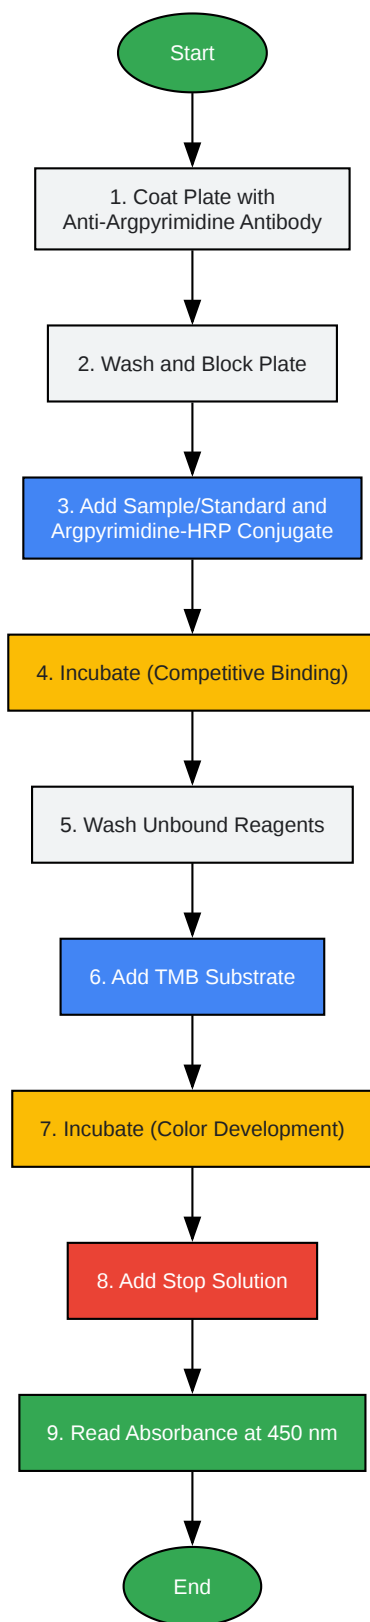 Start
1. Coat Plate with
Anti-Argpyrimidine Antibody
2. Wash and Block Plate
3. Add Sample/Standard and
Argpyrimidine-HRP Conjugate
4. Incubate (Competitive Binding)
5. Wash Unbound Reagents
6. Add TMB Substrate
7. Incubate (Color Development)
8. Add Stop Solution
9. Read Absorbance at 450 nm
End